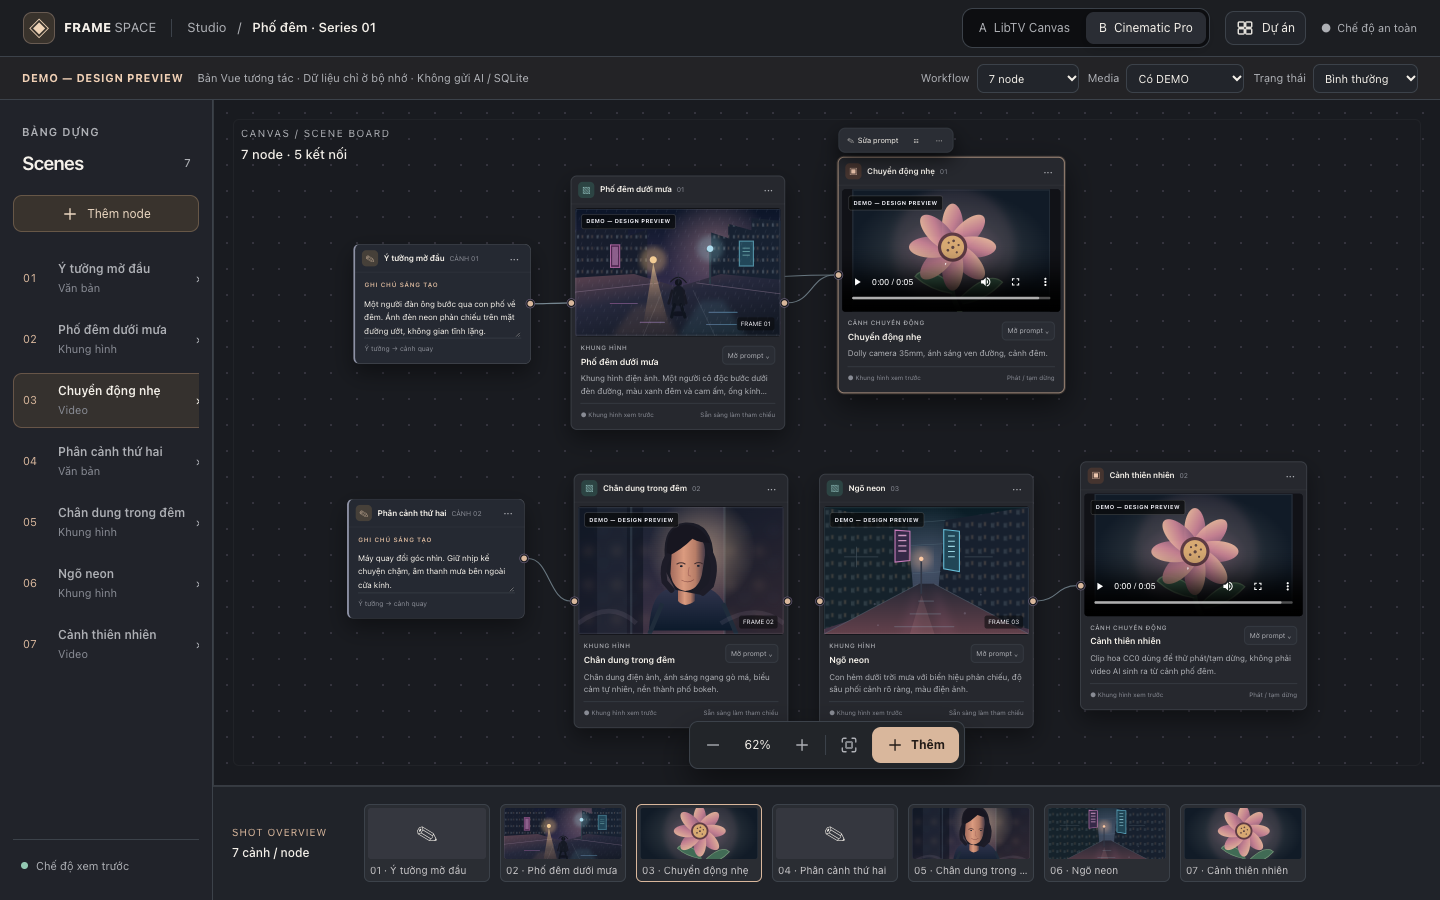 FRAME SPACE
Studio / Phố đêm · Series 01
A LibTV Canvas
B Cinematic Pro
Dự án
Chế độ an toàn
DEMO — DESIGN PREVIEW
Bản Vue tương tác · Dữ liệu chỉ ở bộ nhớ · Không gửi AI / SQLite
Workflow
7 node
Media
Có DEMO
Trạng thái
Bình thường
BẢNG DỰNG
Scenes
7
Thêm node
01
Ý tưởng mở đầu
Văn bản
02
Phố đêm dưới mưa
Khung hình
03
Chuyển động nhẹ
Video
04
Phân cảnh thứ hai
Văn bản
05
Chân dung trong đêm
Khung hình
06
Ngõ neon
Khung hình
07
Cảnh thiên nhiên
Video
Chế độ xem trước
CANVAS / SCENE BOARD
7 node · 5 kết nối
Ý tưởng mở đầu CẢNH 01
GHI CHÚ SÁNG TẠO
Một người đàn ông bước qua con phố về
đêm. Ánh đèn neon phản chiếu trên mặt
đường ướt, không gian tĩnh lặng.
Ý tưởng → cảnh quay
Phố đêm dưới mưa 01
DEMO — DESIGN PREVIEW
FRAME 01
KHUNG HÌNH
Phố đêm dưới mưa
Mở prompt
Khung hình điện ảnh. Một người cô độc bước dưới
đèn đường, màu xanh đêm và cam ấm, ống kính...
Khung hình xem trước
Sẵn sàng làm tham chiếu
Sửa prompt
Chuyển động nhẹ 01
DEMO — DESIGN PREVIEW
0:00 / 0:05
CẢNH CHUYỂN ĐỘNG
Chuyển động nhẹ
Mở prompt
Dolly camera 35mm, ánh sáng ven đường, cảnh đêm.
Khung hình xem trước
Phát / tạm dừng
Phân cảnh thứ hai CẢNH 02
GHI CHÚ SÁNG TẠO
Máy quay đổi góc nhìn. Giữ nhịp kể
chuyện chậm, âm thanh mưa bên ngoài
cửa kính.
Ý tưởng → cảnh quay
Chân dung trong đêm 02
DEMO — DESIGN PREVIEW
FRAME 02
KHUNG HÌNH
Chân dung trong đêm
Mở prompt
Chân dung điện ảnh, ánh sáng ngang gò má, biểu
cảm tự nhiên, nền thành phố bokeh.
Khung hình xem trước
Sẵn sàng làm tham chiếu
Ngõ neon 03
DEMO — DESIGN PREVIEW
FRAME 03
KHUNG HÌNH
Ngõ neon
Mở prompt
Con hẻm dưới trời mưa với biển hiệu phản chiếu, độ
sâu phối cảnh rõ ràng, màu điện ảnh.
Khung hình xem trước
Sẵn sàng làm tham chiếu
Cảnh thiên nhiên 02
DEMO — DESIGN PREVIEW
0:00 / 0:05
CẢNH CHUYỂN ĐỘNG
Cảnh thiên nhiên
Mở prompt
Clip hoa CC0 dùng để thử phát/tạm dừng, không phải
video AI sinh ra từ cảnh phố đêm.
Khung hình xem trước
Phát / tạm dừng
62%
Thêm
SHOT OVERVIEW
7 cảnh / node
01 · Ý tưởng mở đầu
02 · Phố đêm dưới mưa
03 · Chuyển động nhẹ
04 · Phân cảnh thứ hai
05 · Chân dung trong ...
06 · Ngõ neon
07 · Cảnh thiên nhiên